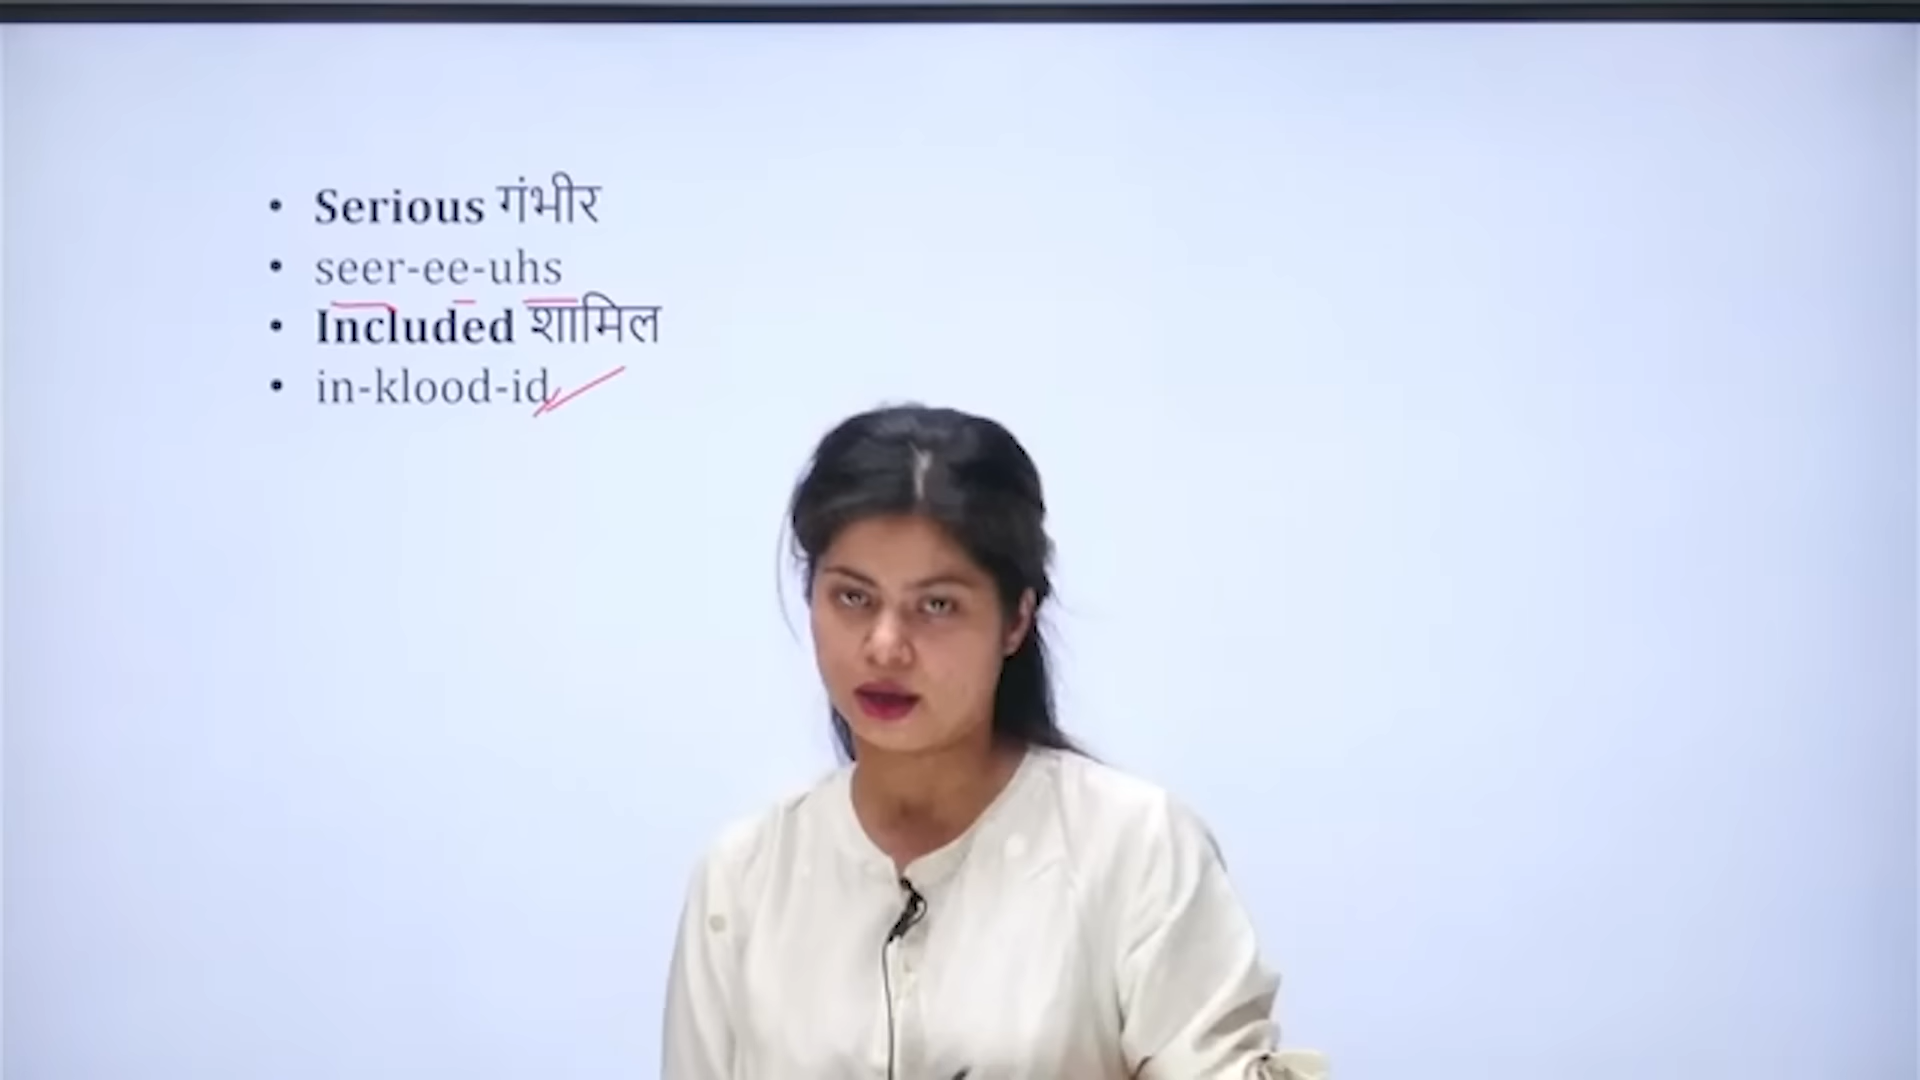 • Serious गंभीर
• seer-ee-uhs
• Included शामिल
• in-klood-id